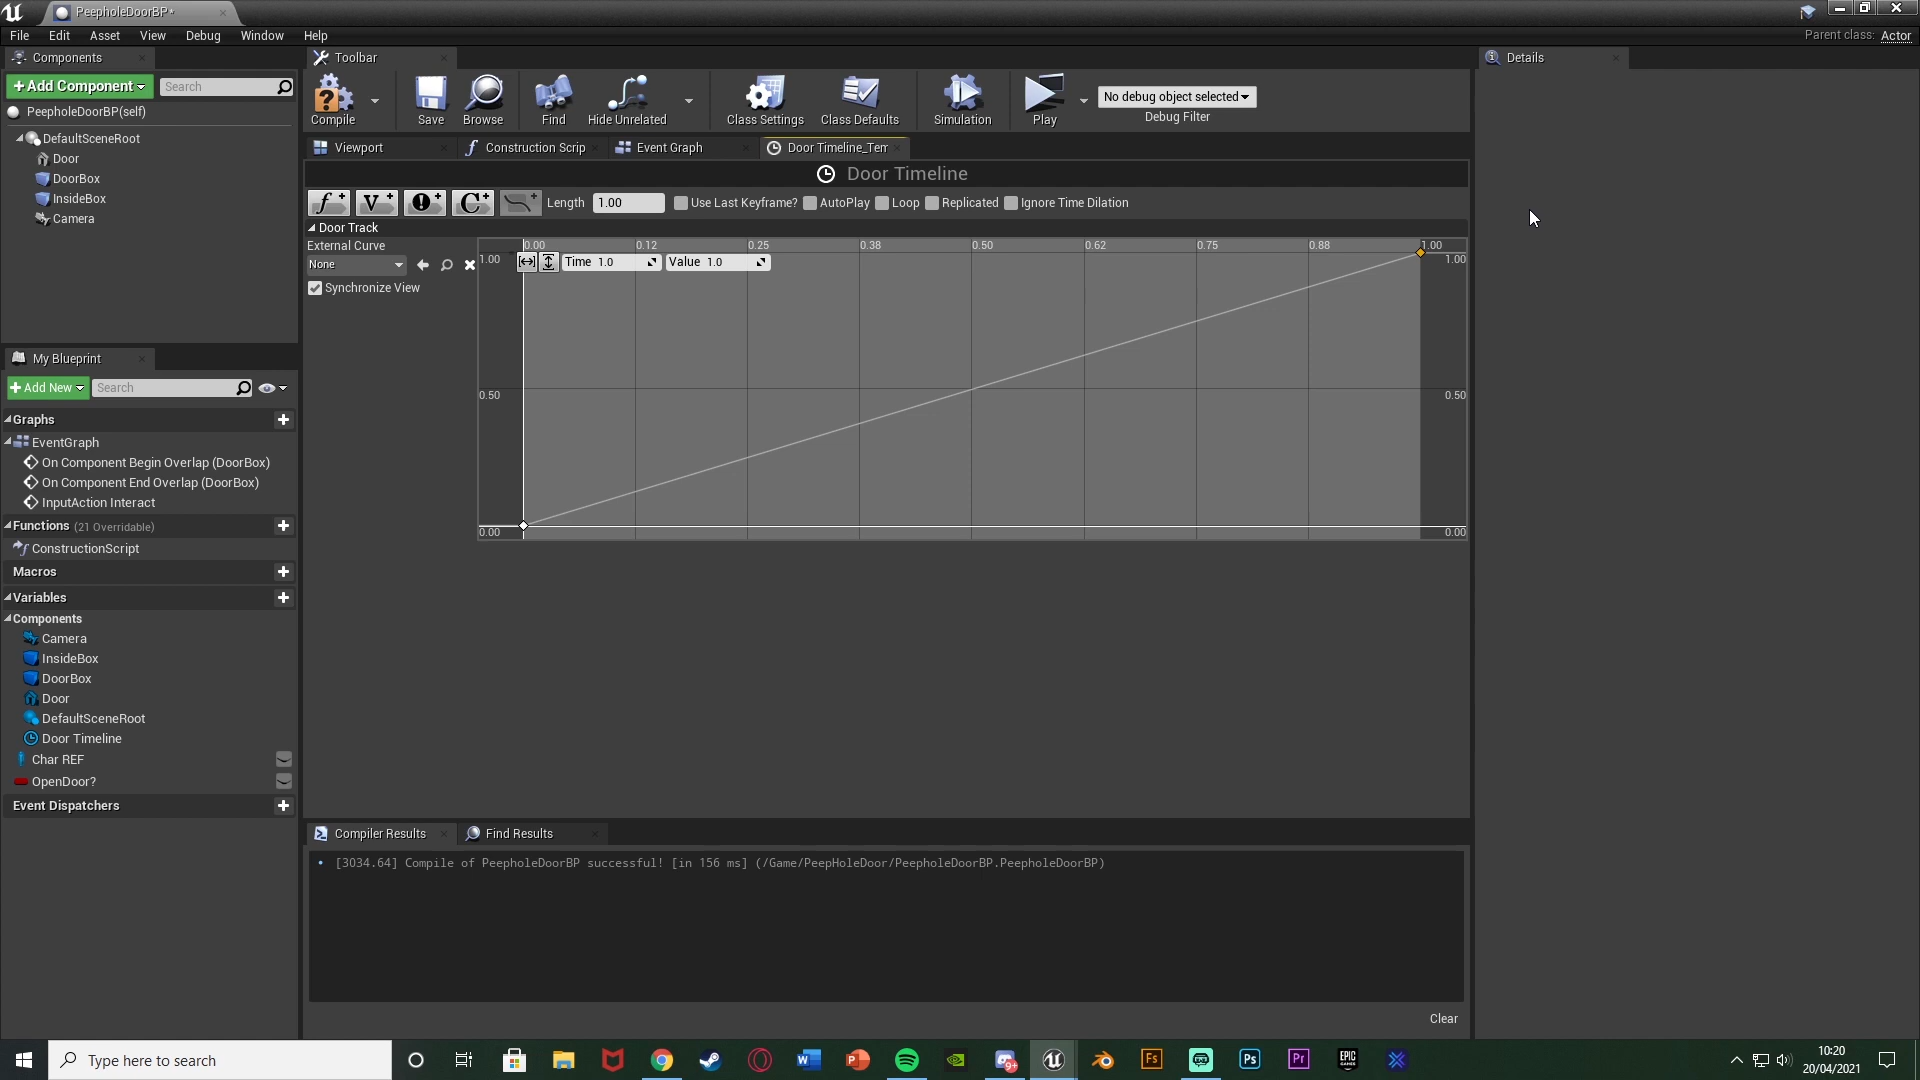 PeepholeDoorBP*
File Edit Asset View Debug Window Help
Parent class: Actor
Components
Toolbar
Details
+Add Component
Search
Compile
Save
Browse
Find
Hide Unrelated
Class Settings
Class Defaults
Simulation
Play
No debug object selected
Debug Filter
PeepholeDoorBP(self)
DefaultSceneRoot
Door
DoorBox
InsideBox
Camera
Viewport
Construction Scrip
Event Graph
Door Timeline_Tem
Door Timeline
Length 1.00 Use Last Keyframe? AutoPlay Loop Replicated Ignore Time Dilation
Door Track
External Curve
None
Synchronize View
0.00 0.12 0.25 0.38 0.50 0.62 0.75 0.88 1.00
1.00 Time 1.0 Value 1.0 1.00
0.50 0.50
0.00 0.00
My Blueprint
+Add New
Search
Graphs
EventGraph
On Component Begin Overlap (DoorBox)
On Component End Overlap (DoorBox)
InputAction Interact
Functions (21 Overridable)
ConstructionScript
Macros
Variables
Components
Camera
InsideBox
DoorBox
Door
DefaultSceneRoot
Door Timeline
Char REF
OpenDoor?
Event Dispatchers
Compiler Results
Find Results
[3034.64] Compile of PeepholeDoorBP successful! [in 156 ms] (/Game/PeepHoleDoor/PeepholeDoorBP.PeepholeDoorBP)
Clear
Type here to search
10:20
20/04/2021